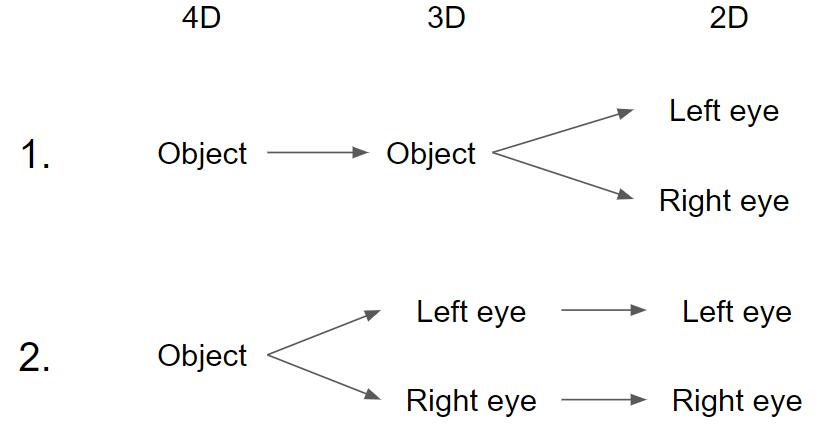 4D 3D 2D
Left eye
1. Object Object
Right eye
Left eye Left eye
2. Object
Right eye Right eye